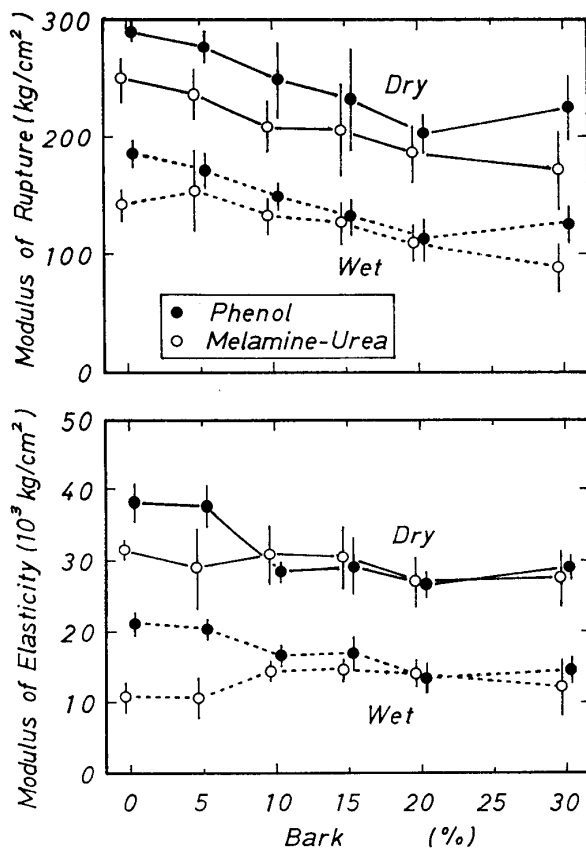 Modulus of Rupture (kg/cm²)
300
200
100
0
Dry
Wet
Phenol
Melamine-Urea
Modulus of Elasticity (10³ kg/cm²)
50
40
30
20
10
0
Dry
Wet
0 5 10 15 20 25 30
Bark (%)